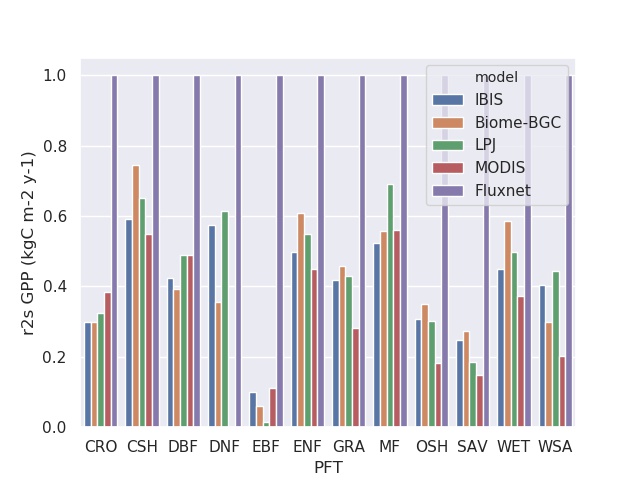 model
IBIS
Biome-BGC
LPJ
MODIS
Fluxnet
r2s GPP (kgC m-2 y-1)
1.0
0.8
0.6
0.4
0.2
0.0
CRO CSH DBF DNF EBF ENF GRA MF OSH SAV WET WSA
PFT